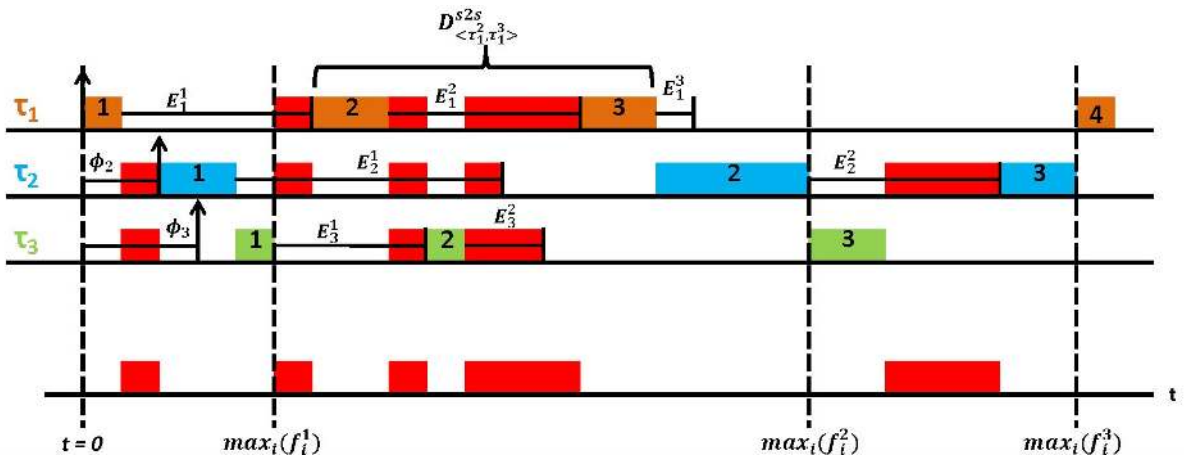 D^{s2s}_{<τ_1^2,τ_1^3>}
τ₁ 1 E_1^1 2 E_1^2 3 E_1^3 4
τ₂ ϕ₂ 1 E_2^1 2 E_2^2 3
τ₃ ϕ₃ 1 E_3^1 2 E_3^2 3
t
t = 0 max_i(f_i^1) max_i(f_i^2) max_i(f_i^3)